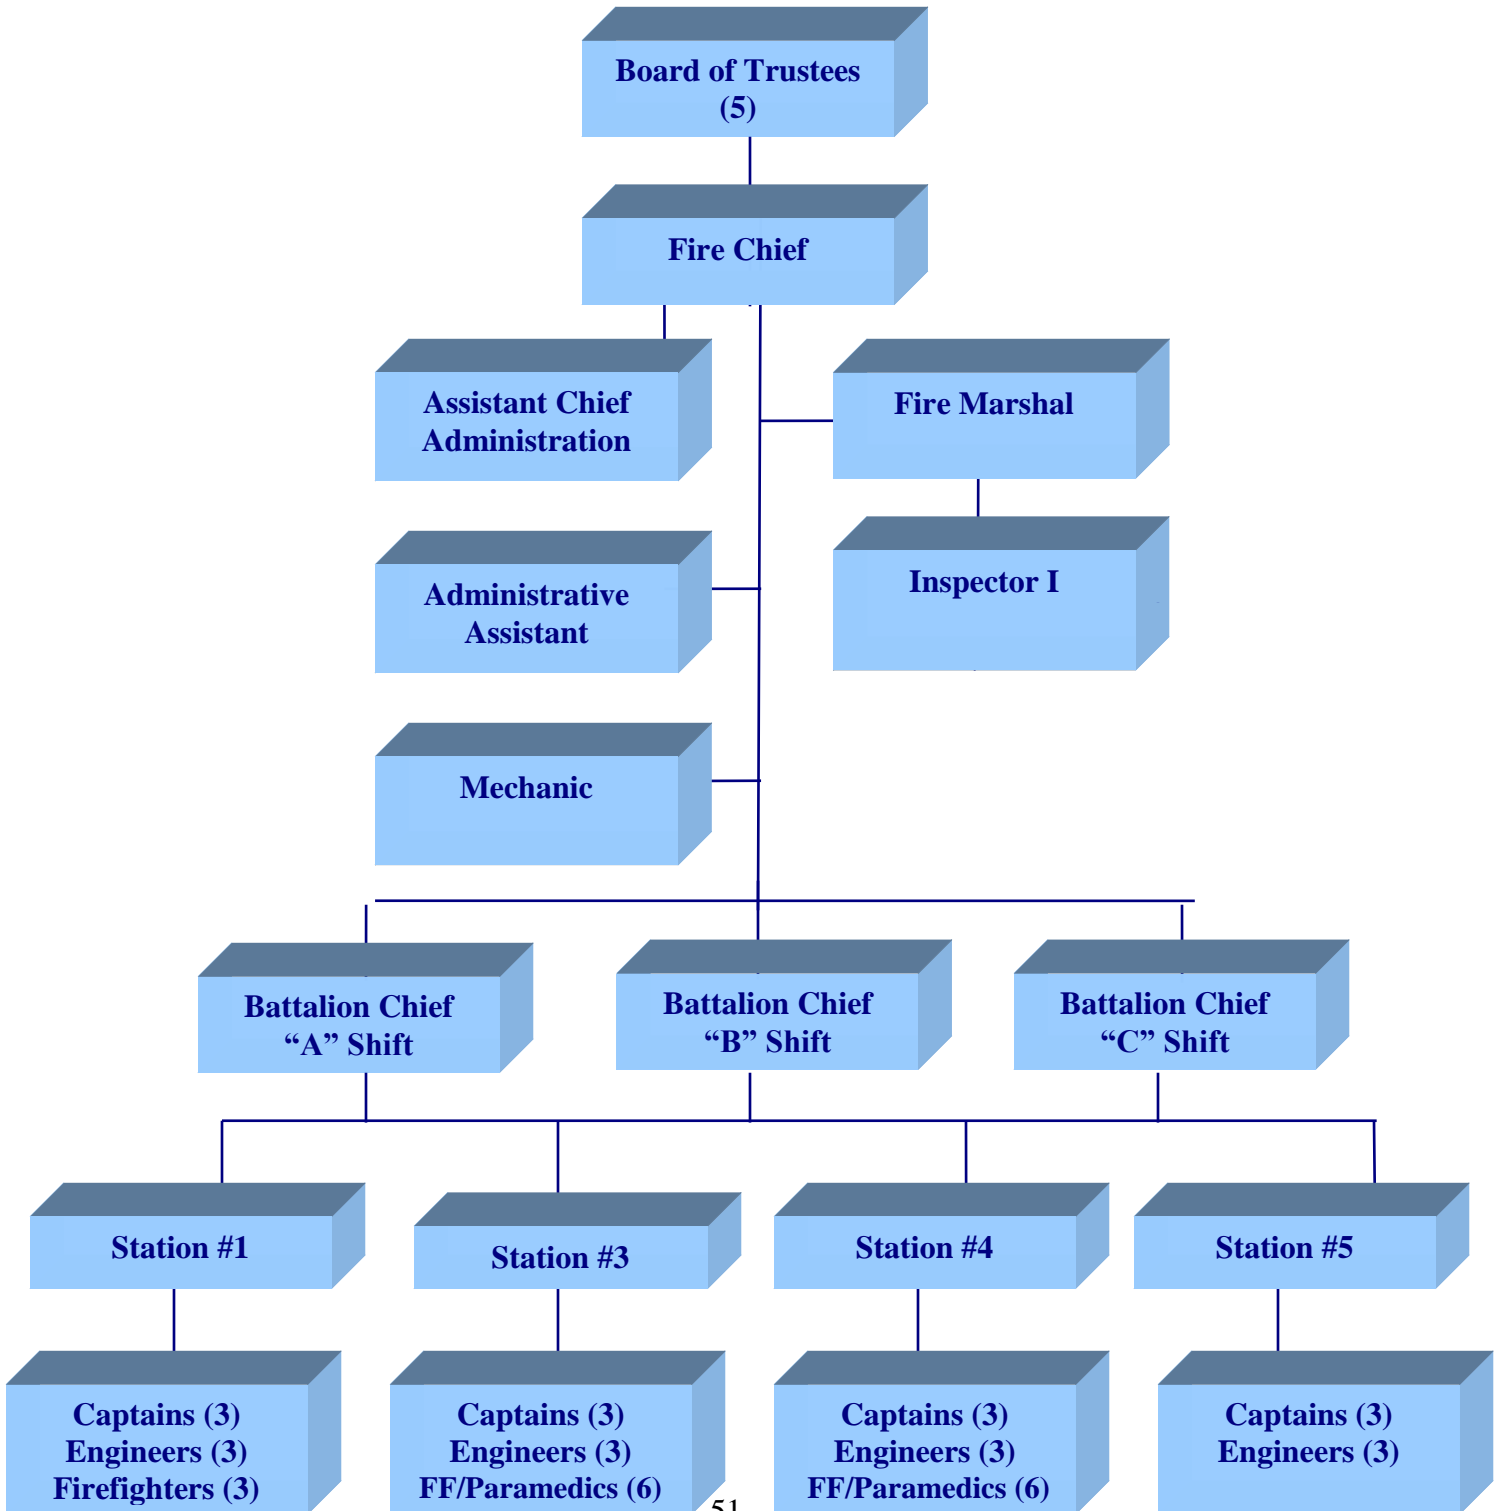 Board of Trustees
(5)
Fire Chief
Assistant Chief
Administration
Fire Marshal
Administrative
Assistant
Inspector I
Mechanic
Battalion Chief
“A” Shift
Battalion Chief
“B” Shift
Battalion Chief
“C” Shift
Station #1
Station #3
Station #4
Station #5
Captains (3)
Engineers (3)
Firefighters (3)
Captains (3)
Engineers (3)
FF/Paramedics (6)
Captains (3)
Engineers (3)
FF/Paramedics (6)
Captains (3)
Engineers (3)
51